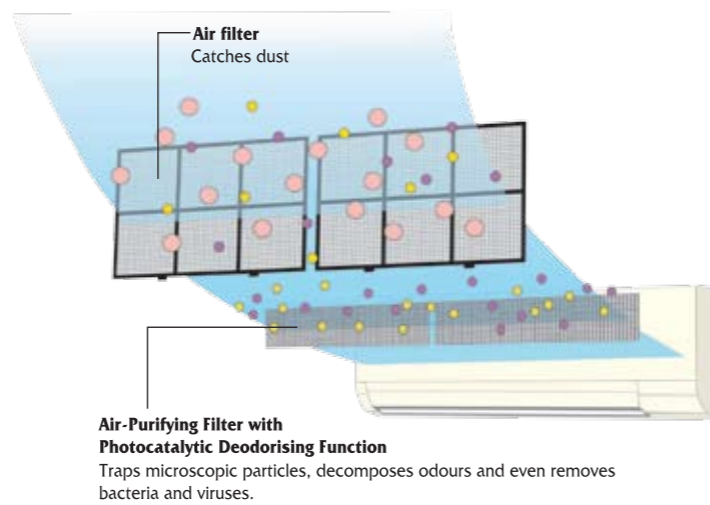 Air filter
Catches dust
Air-Purifying Filter with
Photocatalytic Deodorising Function
Traps microscopic particles, decomposes odours and even removes
bacteria and viruses.